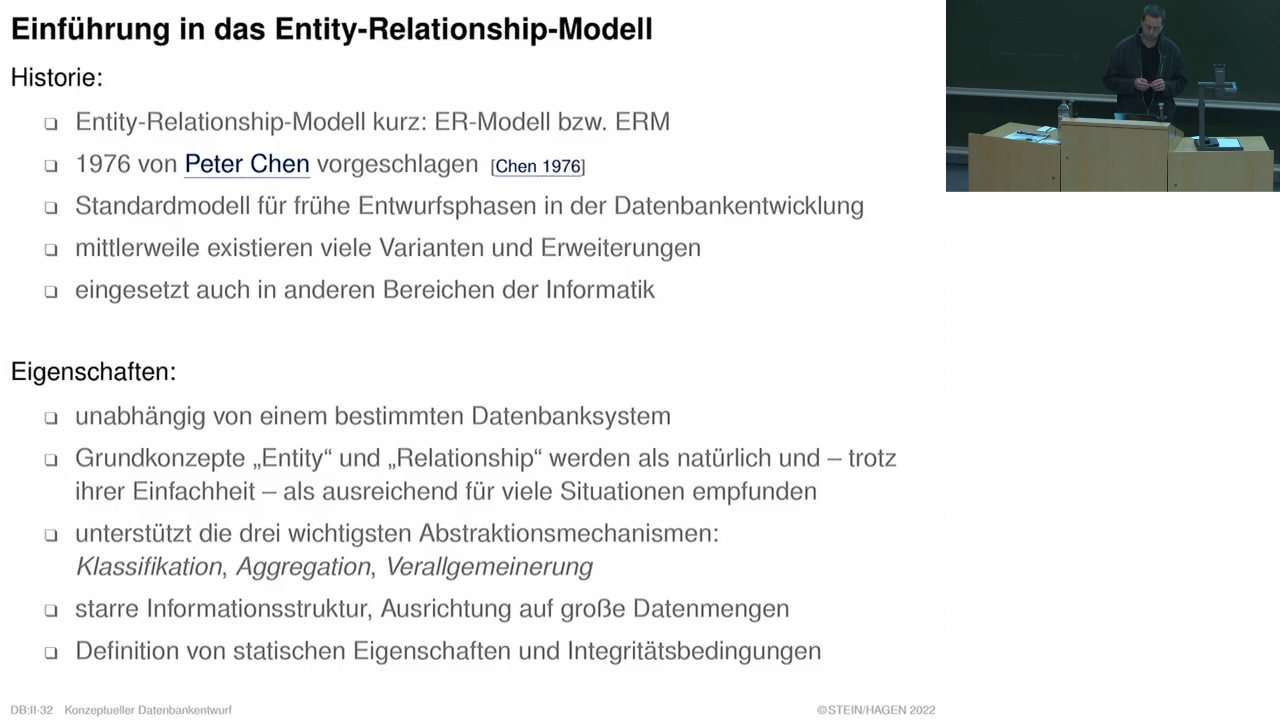 Einführung in das Entity-Relationship-Modell
Historie:
❑ Entity-Relationship-Modell kurz: ER-Modell bzw. ERM
❑ 1976 von Peter Chen vorgeschlagen [Chen 1976]
❑ Standardmodell für frühe Entwurfsphasen in der Datenbankentwicklung
❑ mittlerweile existieren viele Varianten und Erweiterungen
❑ eingesetzt auch in anderen Bereichen der Informatik
Eigenschaften:
❑ unabhängig von einem bestimmten Datenbanksystem
❑ Grundkonzepte „Entity“ und „Relationship“ werden als natürlich und – trotz
ihrer Einfachheit – als ausreichend für viele Situationen empfunden
❑ unterstützt die drei wichtigsten Abstraktionsmechanismen:
Klassifikation, Aggregation, Verallgemeinerung
❑ starre Informationsstruktur, Ausrichtung auf große Datenmengen
❑ Definition von statischen Eigenschaften und Integritätsbedingungen
DB:II-32 Konzeptueller Datenbankentwurf ©STEIN/HAGEN 2022